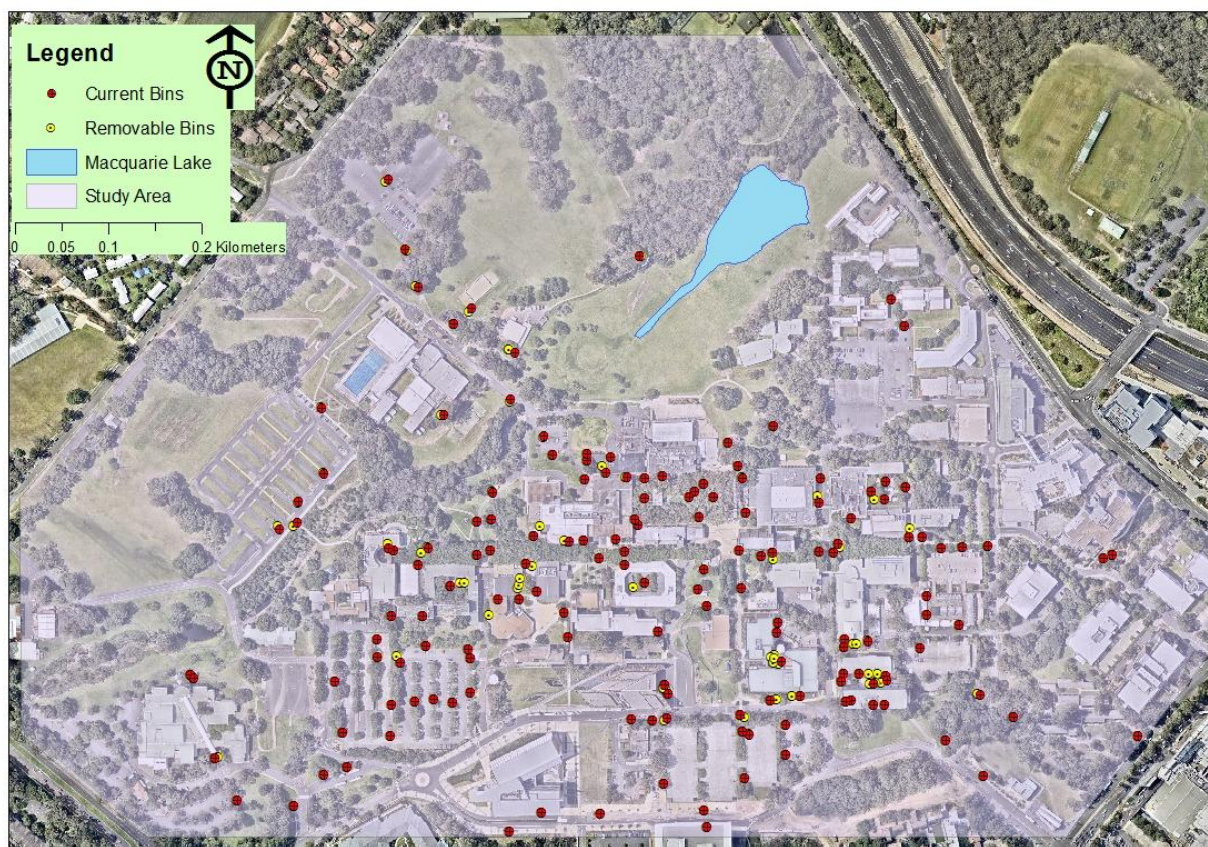 Legend
N
Current Bins
Removable Bins
Macquarie Lake
Study Area
0 0.05 0.1 0.2 Kilometers